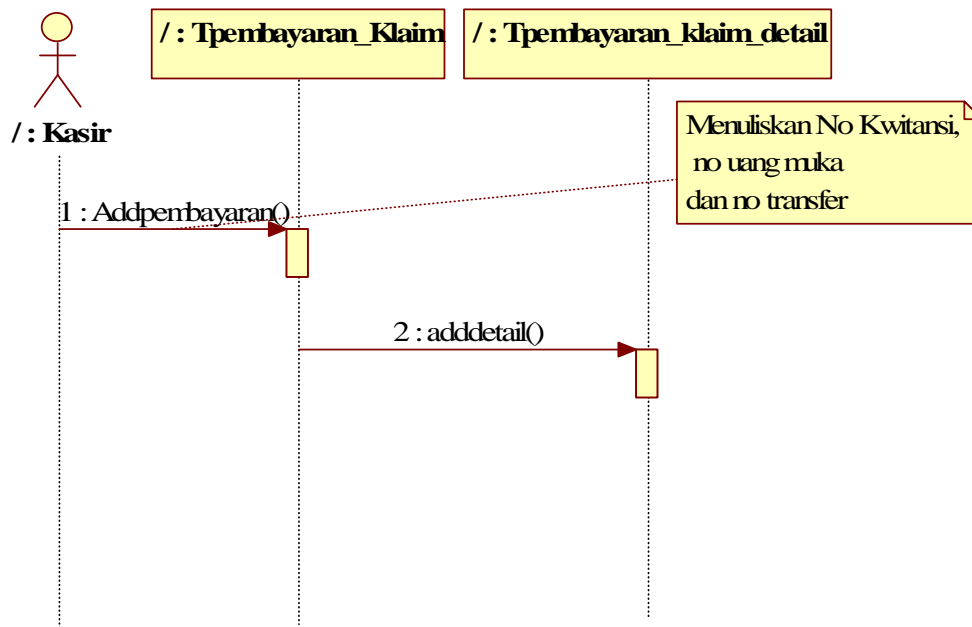 / : Tpembayaran_Klaim
/ : Tpembayaran_klaim_detail
/ : Kasir
Menuliskan No Kwitansi,
no uang muka
dan no transfer
1 : Addpembayaran()
2 : adddetail()